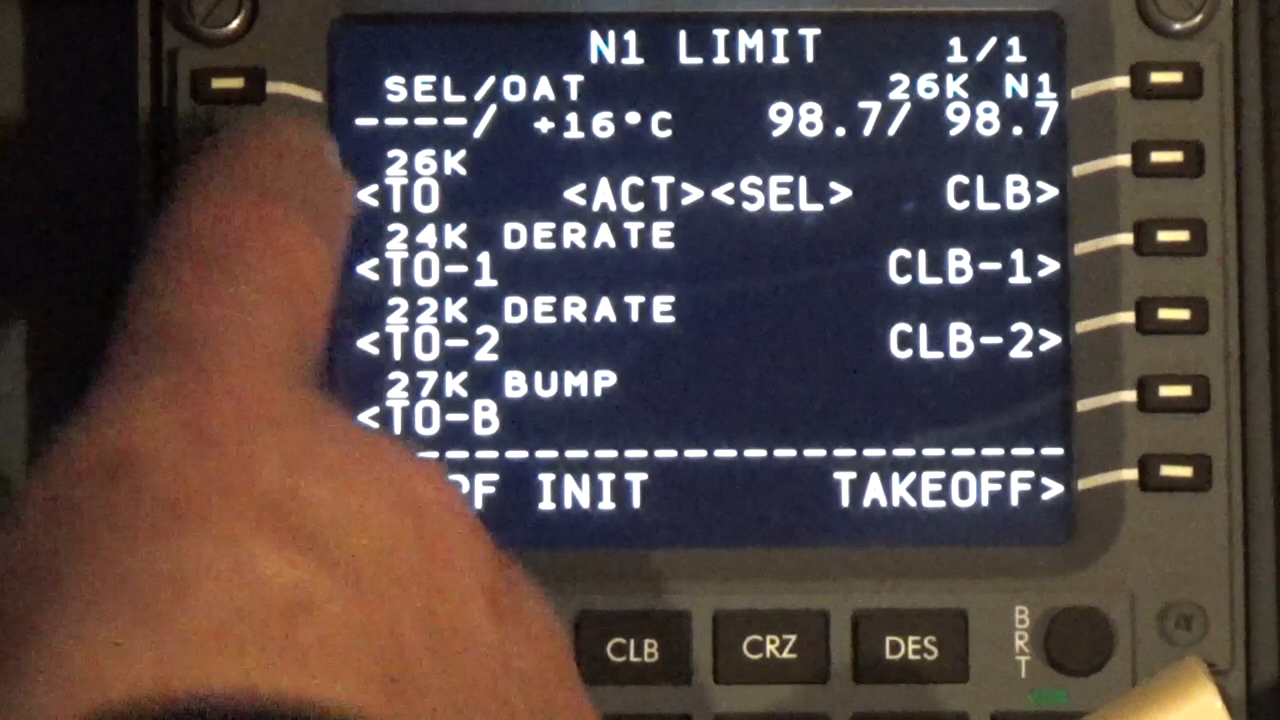 N1 LIMIT 1/1
SEL/OAT 26K N1
----/ +16°C 98.7/ 98.7
26K
<TO <ACT><SEL> CLB>
24K DERATE
<TO-1 CLB-1>
22K DERATE
<TO-2 CLB-2>
27K BUMP
<TO-B
------------------------
INIT TAKEOFF>
CLB CRZ DES
BRT